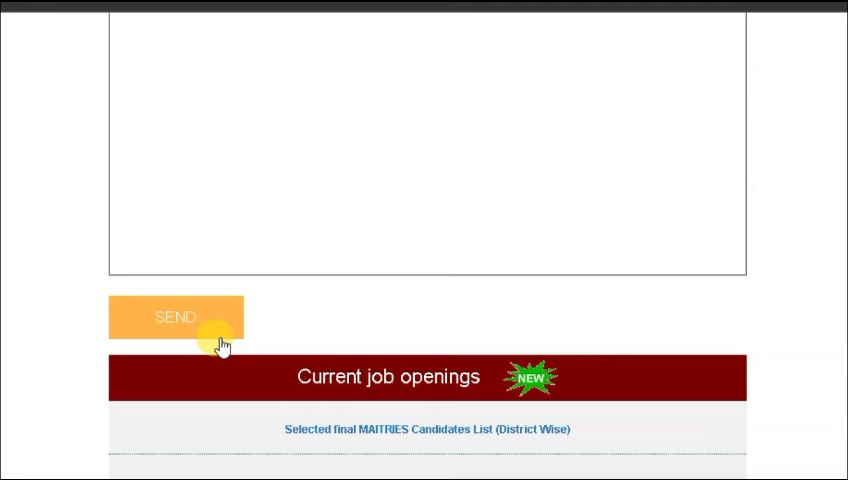 SEND
Current job openings
NEW
Selected final MAITRIES Candidates List (District Wise)